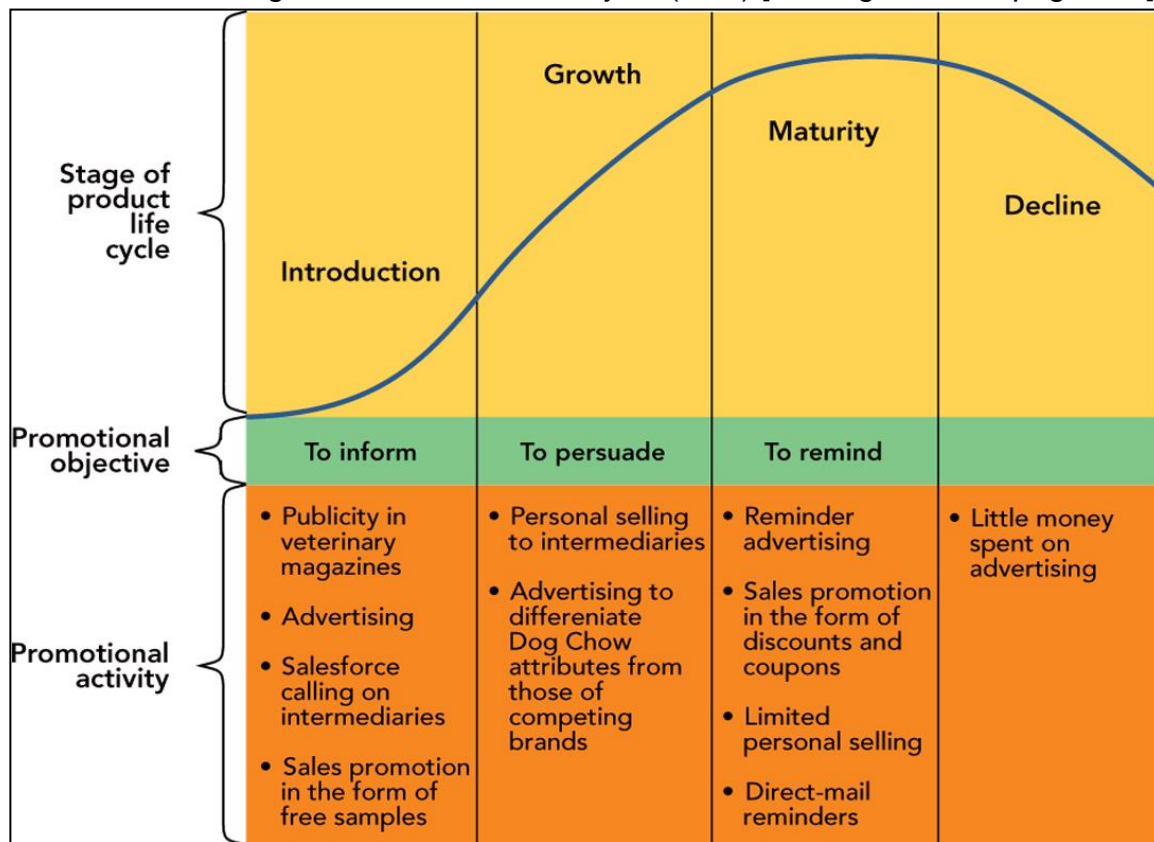 Growth
Maturity
Decline
Introduction
Stage of
product
life
cycle
Promotional
objective
To inform
To persuade
To remind
Promotional
activity
• Publicity in
veterinary
magazines
• Advertising
• Salesforce
calling on
intermediaries
• Sales promotion
in the form of
free samples
• Personal selling
to intermediaries
• Advertising to
differeniate
Dog Chow
attributes from
those of
competing
brands
• Reminder
advertising
• Sales promotion
in the form of
discounts and
coupons
• Limited
personal selling
• Direct-mail
reminders
• Little money
spent on
advertising